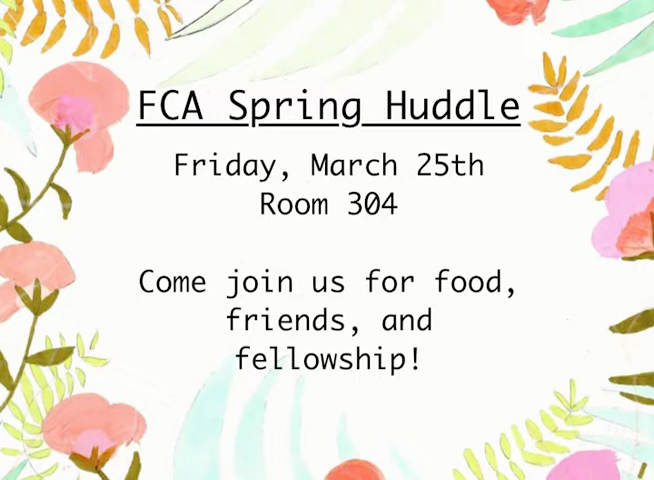 FCA Spring Huddle
Friday, March 25th
Room 304
Come join us for food,
friends, and
fellowship!